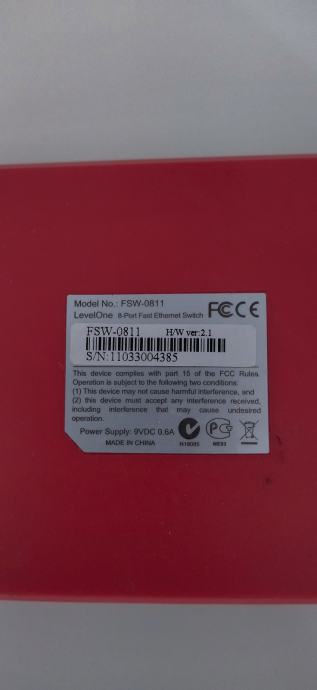 Model No.: FSW-0811
LevelOne 8-Port Fast Ethernet Switch
FC CE
FSW-0811 H/W ver:2.1
S/N:11033004385
This device complies with part 15 of the FCC Rules.
Operation is subject to the following two conditions:
(1) This device may not cause harmful interference, and
(2) this device must accept any interference received,
including interference that may cause undesired
operation.
Power Supply: 9VDC 0.6A
MADE IN CHINA